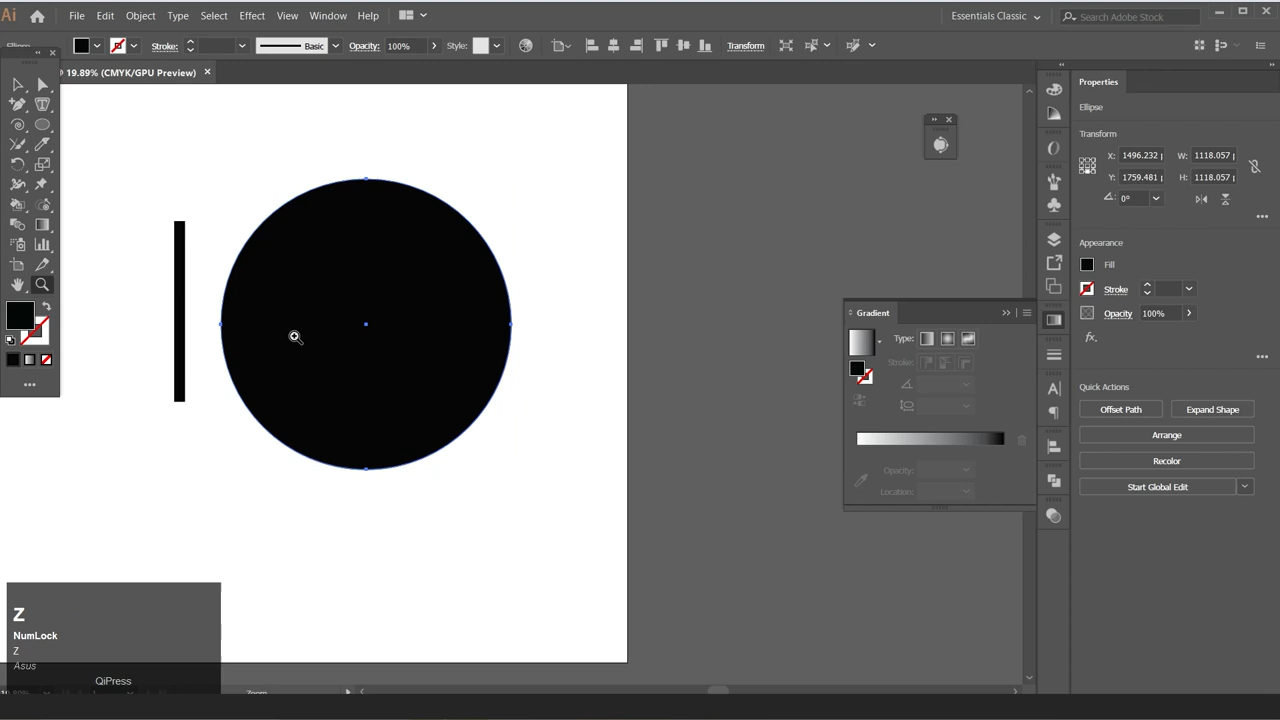 Ai
File Edit Object Type Select Effect View Window Help
Essentials Classic
Search Adobe Stock
Stroke:
Basic
Opacity: 100%
Style:
Transform
19.89% (CMYK/GPU Preview) ×
Properties
Ellipse
Transform
X: 1496.232 p
W: 1118.057 p
Y: 1759.481 p
H: 1118.057 p
0°
Appearance
Fill
Stroke
Opacity 100%
fx.
Quick Actions
Offset Path
Expand Shape
Arrange
Recolor
Start Global Edit
Gradient
Type:
Stroke:
Opacity:
Location:
Z
NumLock
Z
Asus
QiPress
Zoom